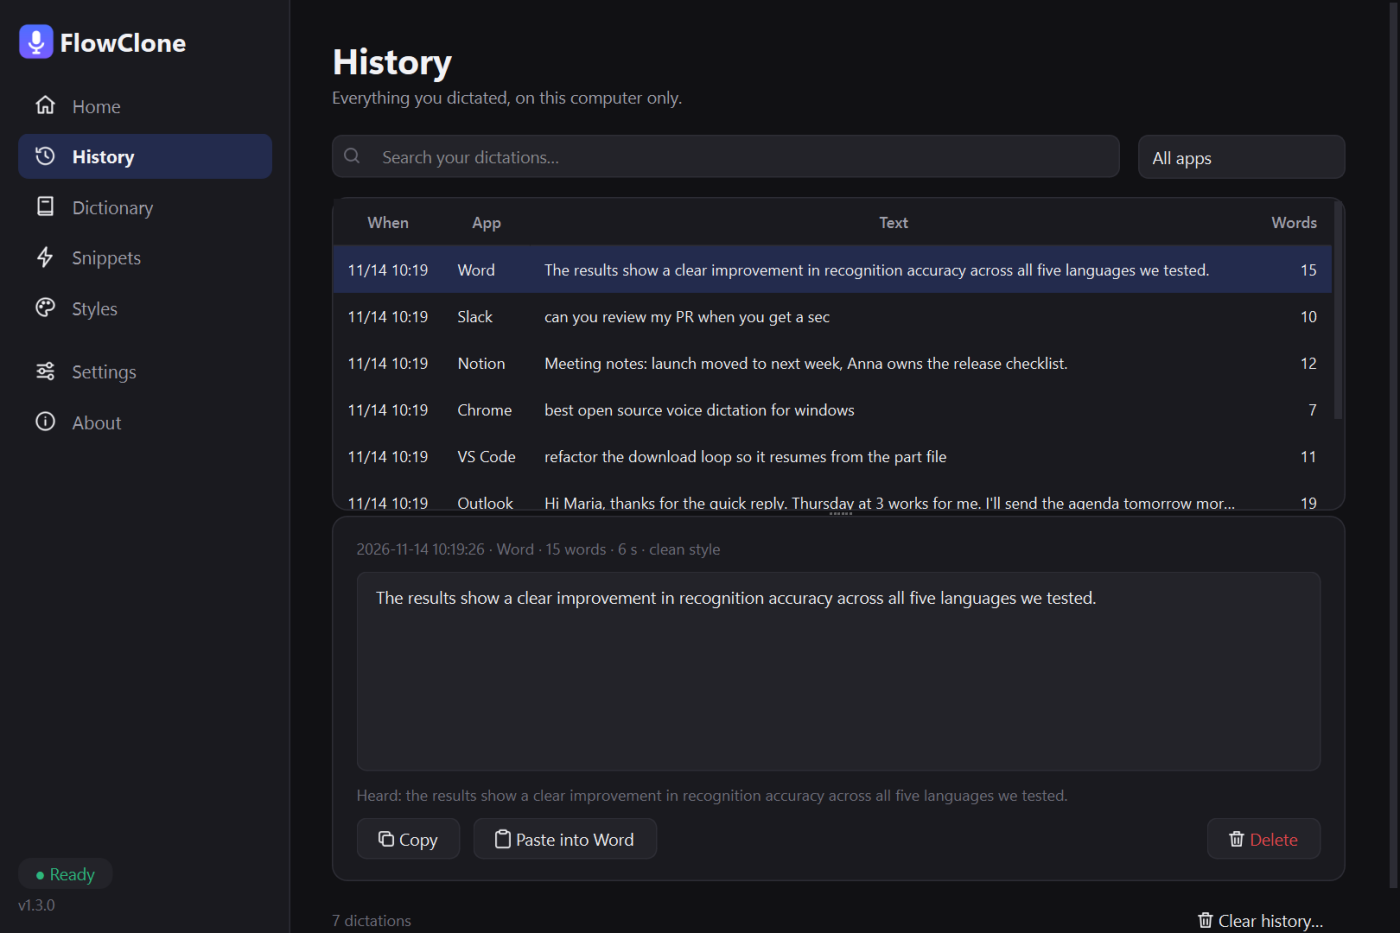 FlowClone
Home
History
Dictionary
Snippets
Styles
Settings
About
Ready
v1.3.0
History
Everything you dictated, on this computer only.
Search your dictations...
All apps
When App Text Words
11/14 10:19 Word The results show a clear improvement in recognition accuracy across all five languages we tested. 15
11/14 10:19 Slack can you review my PR when you get a sec 10
11/14 10:19 Notion Meeting notes: launch moved to next week, Anna owns the release checklist. 12
11/14 10:19 Chrome best open source voice dictation for windows 7
11/14 10:19 VS Code refactor the download loop so it resumes from the part file 11
11/14 10:19 Outlook Hi Maria, thanks for the quick reply. Thursday at 3 works for me. I'll send the agenda tomorrow mor... 19
2026-11-14 10:19:26 · Word · 15 words · 6 s · clean style
The results show a clear improvement in recognition accuracy across all five languages we tested.
Heard: the results show a clear improvement in recognition accuracy across all five languages we tested.
Copy Paste into Word Delete
7 dictations Clear history...